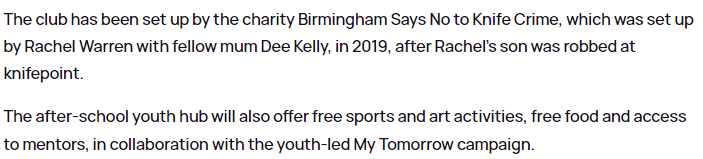 The club has been set up by the charity Birmingham Says No to Knife Crime, which was set up
by Rachel Warren with fellow mum Dee Kelly, in 2019, after Rachel's son was robbed at
knifepoint.
The after-school youth hub will also offer free sports and art activities, free food and access
to mentors, in collaboration with the youth-led My Tomorrow campaign.